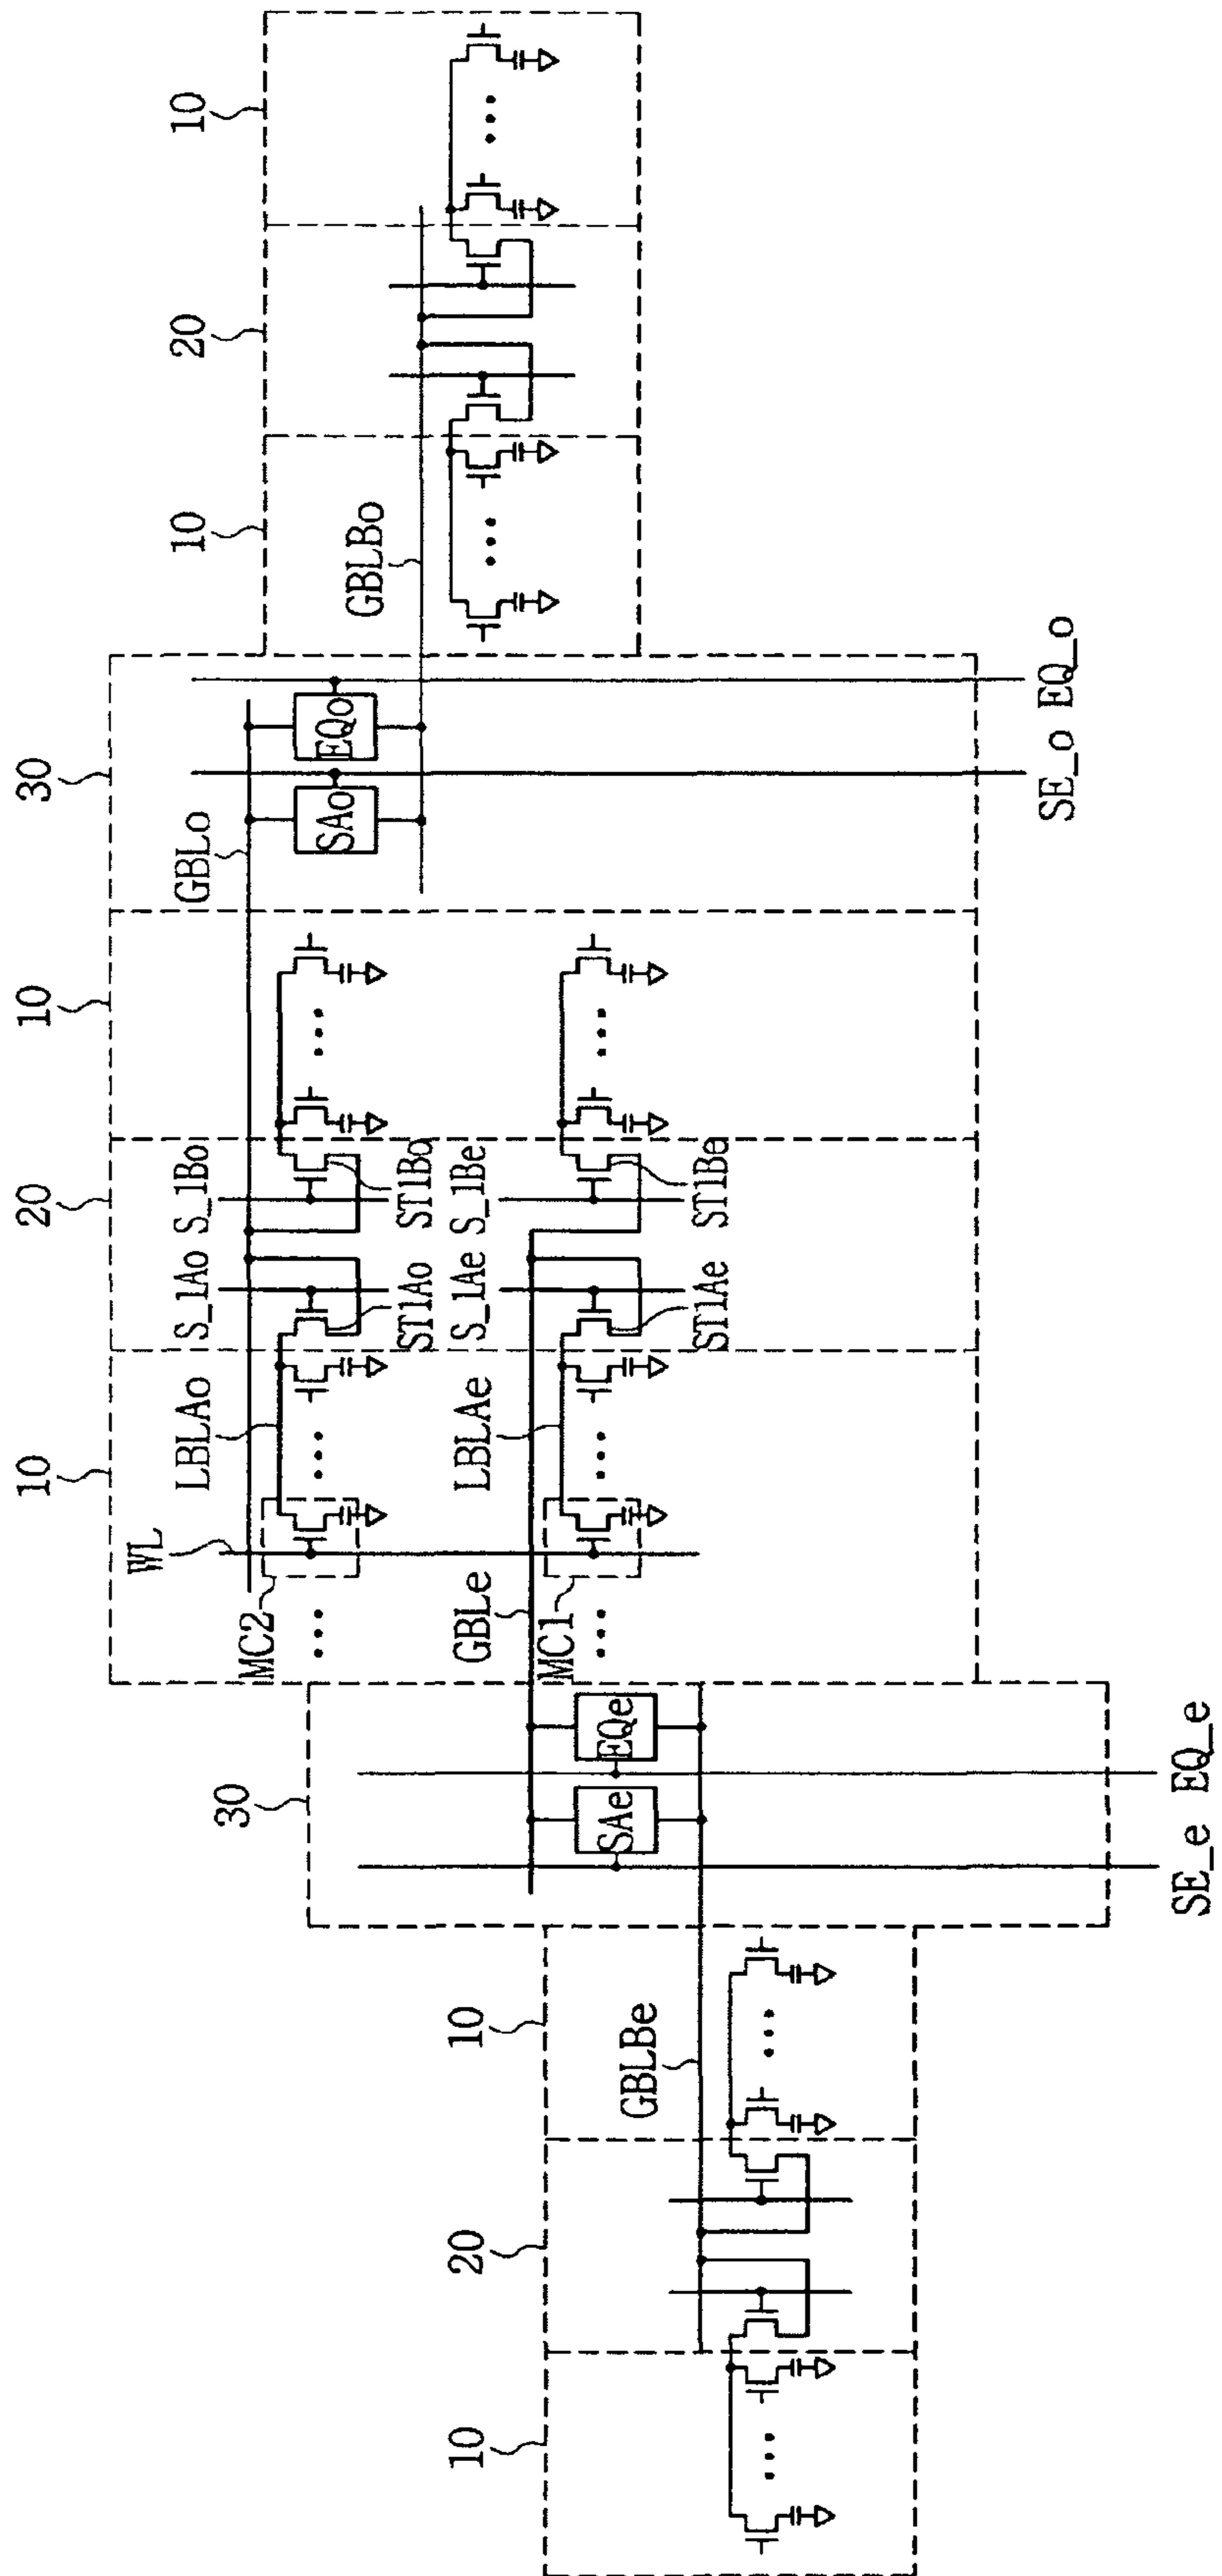 10
20
10
30
WL
LBLAo
S_1Ao
S_1Bo
GBLo
10
20
10
30
MC2
SAo
EQo
GBLBo
ST1Ao
ST1Bo
10
20
10
GBLe
LBLAe
S_1Ae
S_1Be
MC1
SAe
EQe
GBLBe
ST1Ae
ST1Be
SE_o
EQ_o
SE_e
EQ_e